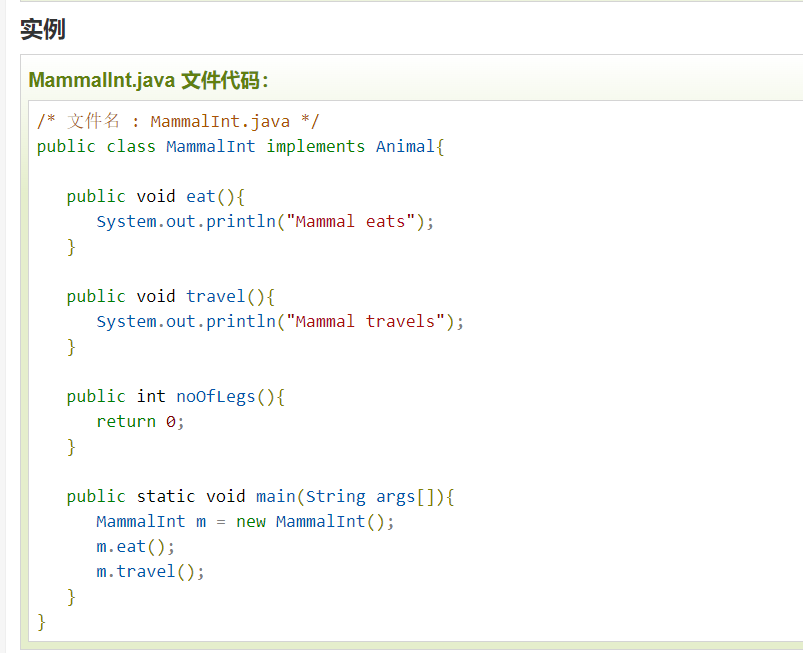 实例
MammalInt.java 文件代码：
/* 文件名 : MammalInt.java */
public class MammalInt implements Animal{
   public void eat(){
      System.out.println("Mammal eats");
   }
   public void travel(){
      System.out.println("Mammal travels");
   }
   public int noOfLegs(){
      return 0;
   }
   public static void main(String args[]){
      MammalInt m = new MammalInt();
      m.eat();
      m.travel();
   }
}